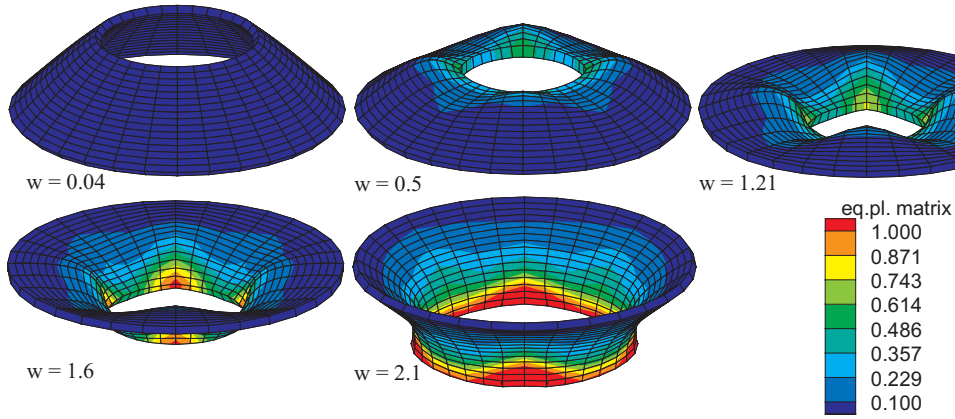 w = 0.04
w = 0.5
w = 1.21
w = 1.6
w = 2.1
eq.pl. matrix
1.000
0.871
0.743
0.614
0.486
0.357
0.229
0.100